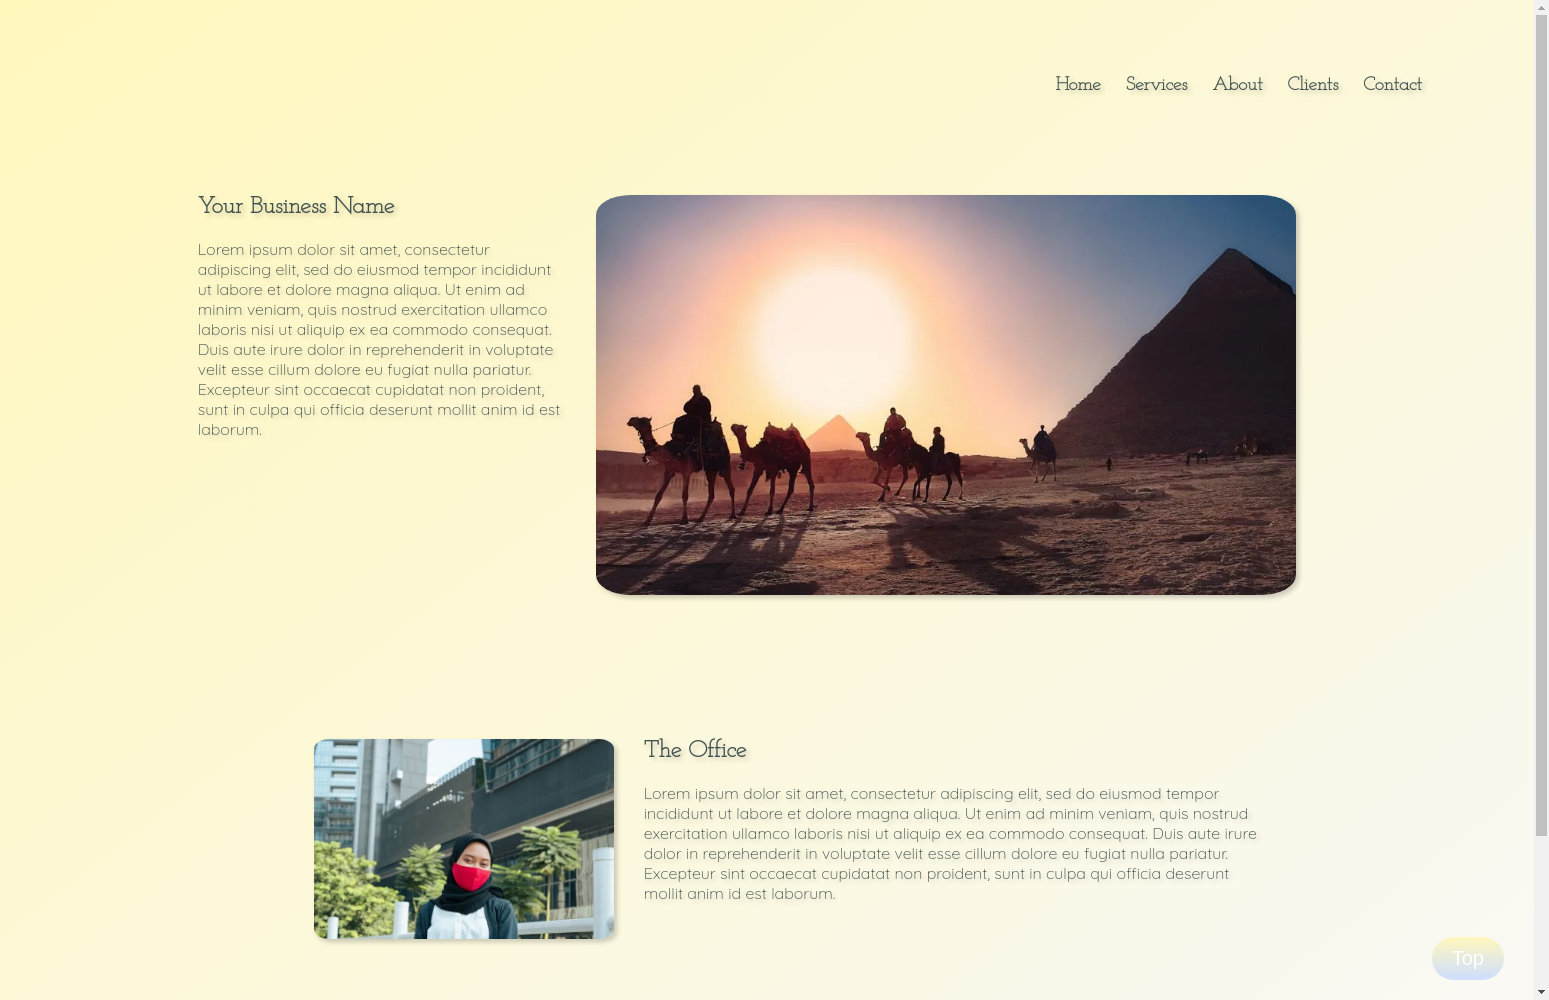 Home Services About Clients Contact
Your Business Name
Lorem ipsum dolor sit amet, consectetur
adipiscing elit, sed do eiusmod tempor incididunt
ut labore et dolore magna aliqua. Ut enim ad
minim veniam, quis nostrud exercitation ullamco
laboris nisi ut aliquip ex ea commodo consequat.
Duis aute irure dolor in reprehenderit in voluptate
velit esse cillum dolore eu fugiat nulla pariatur.
Excepteur sint occaecat cupidatat non proident,
sunt in culpa qui officia deserunt mollit anim id est
laborum.
The Office
Lorem ipsum dolor sit amet, consectetur adipiscing elit, sed do eiusmod tempor
incididunt ut labore et dolore magna aliqua. Ut enim ad minim veniam, quis nostrud
exercitation ullamco laboris nisi ut aliquip ex ea commodo consequat. Duis aute irure
dolor in reprehenderit in voluptate velit esse cillum dolore eu fugiat nulla pariatur.
Excepteur sint occaecat cupidatat non proident, sunt in culpa qui officia deserunt
mollit anim id est laborum.
Top